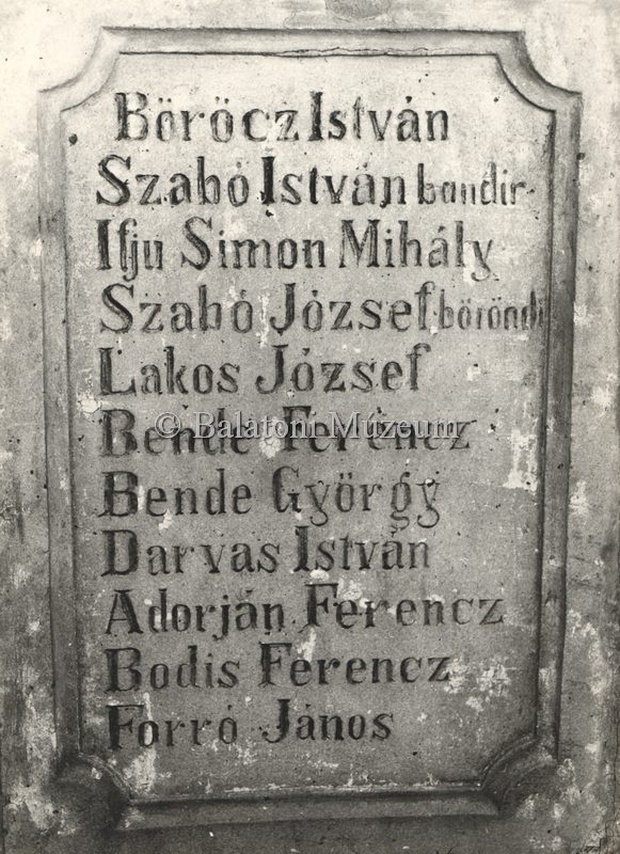 Böröcz István
Szabó István bandir
Ifju Simon Mihály
Szabó József böröndi
Lakos József
Bende Ferencz
© Balatoni Múzeum
Bende György
Darvas István
Adorján Ferencz
Bodis Ferencz
Forró János